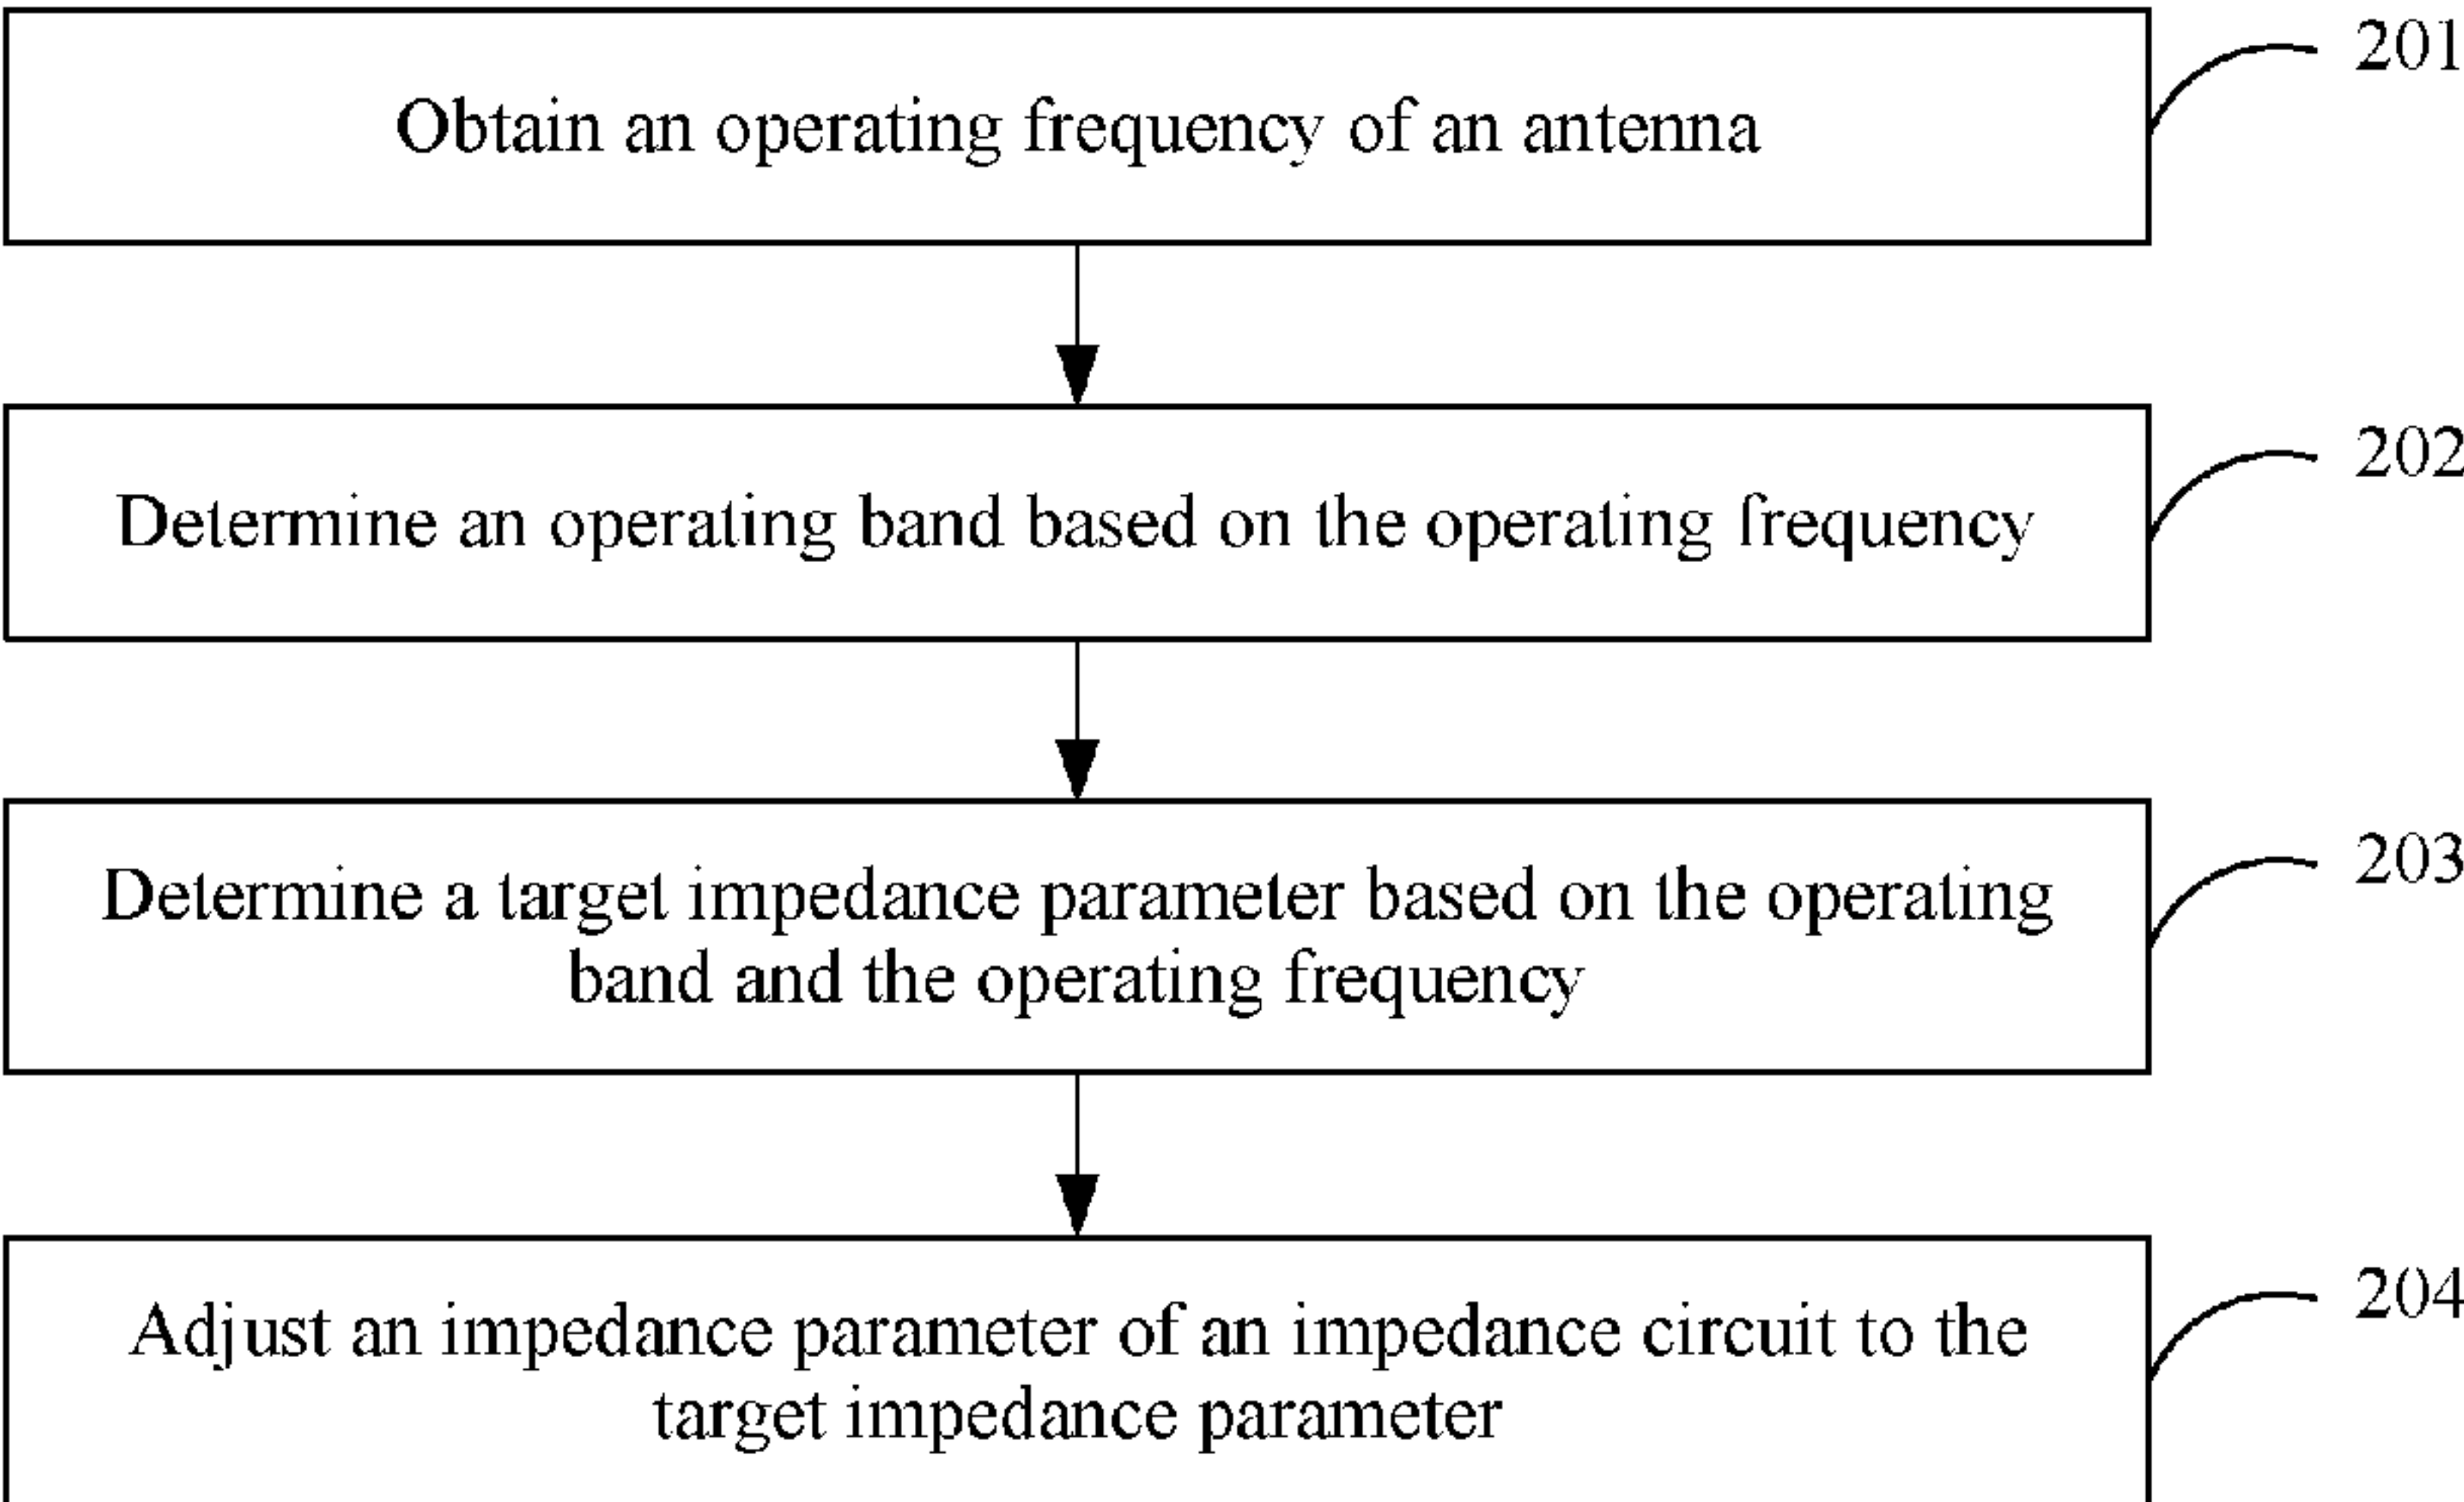 201
Obtain an operating frequency of an antenna
202
Determine an operating band based on the operating frequency
203
Determine a target impedance parameter based on the operating
band and the operating frequency
204
Adjust an impedance parameter of an impedance circuit to the
target impedance parameter